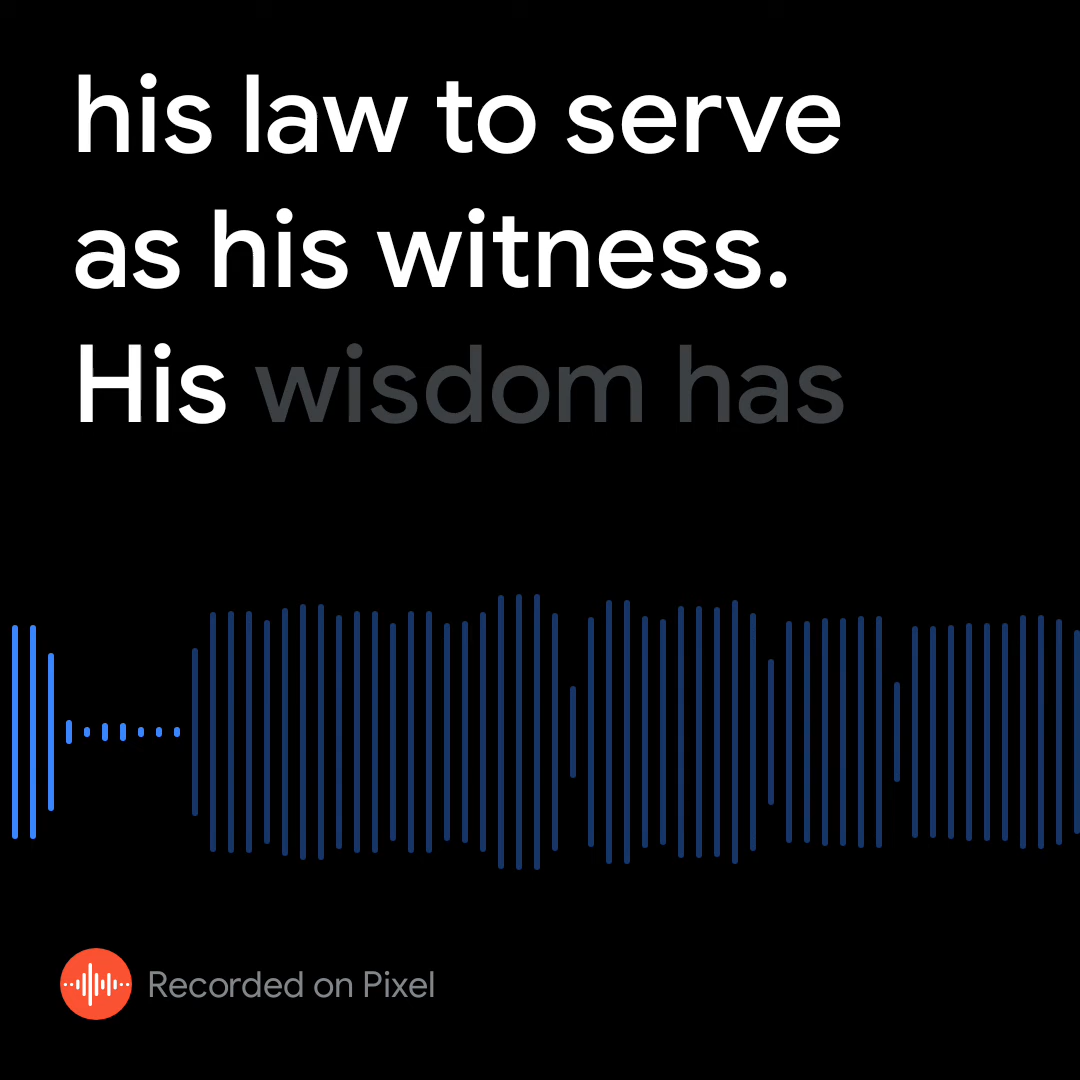 his law to serve
as his witness.
His wisdom has
Recorded on Pixel